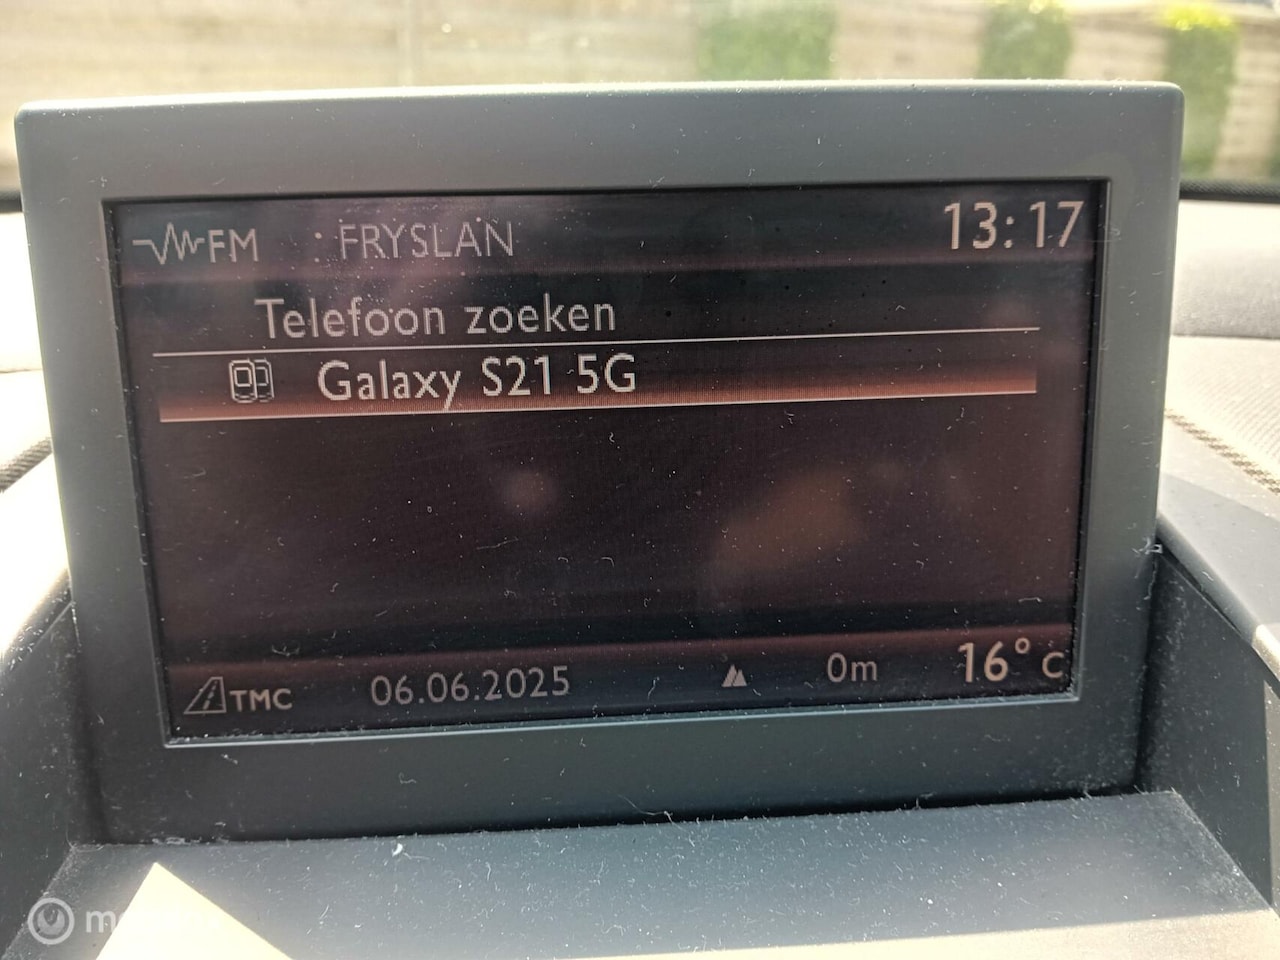 FM : FRYSLAN 13:17
Telefoon zoeken
Galaxy S21 5G
TMC 06.06.2025 0m 16° C